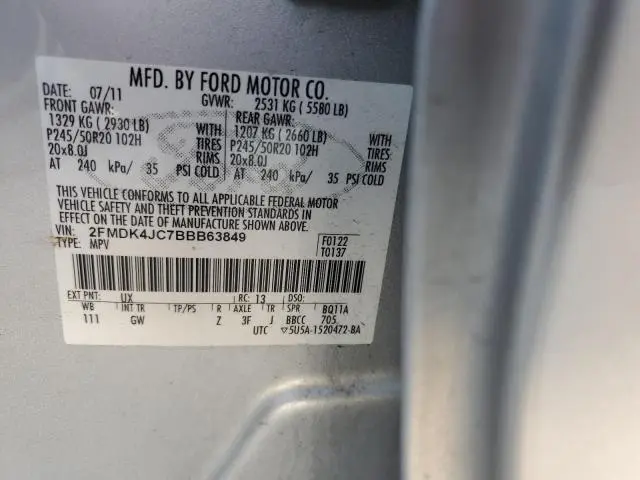 MFD. BY FORD MOTOR CO.
DATE: 07/11 GVWR: 2531 KG ( 5580 LB)
FRONT GAWR: REAR GAWR:
1329 KG ( 2930 LB) WITH 1207 KG ( 2660 LB) WITH
P245/50R20 102H TIRES P245/50R20 102H TIRES
20x8.0J RIMS 20x8.0J RIMS
AT 240 kPa/ 35 PSI COLD AT 240 kPa/ 35 PSI COLD
THIS VEHICLE CONFORMS TO ALL APPLICABLE FEDERAL MOTOR
VEHICLE SAFETY AND THEFT PREVENTION STANDARDS IN
EFFECT ON THE DATE OF MANUFACTURE SHOWN ABOVE.
VIN: 2FMDK4JC7BBB63849 F0122
TYPE: MPV T0137
EXT PNT: UX RC: 13 DSO:
WB INT TR TP/PS R AXLE TR SPR BQ11A
111 GW Z 3F J BBCC 705
UTC ▽5U5A-1520472-BA